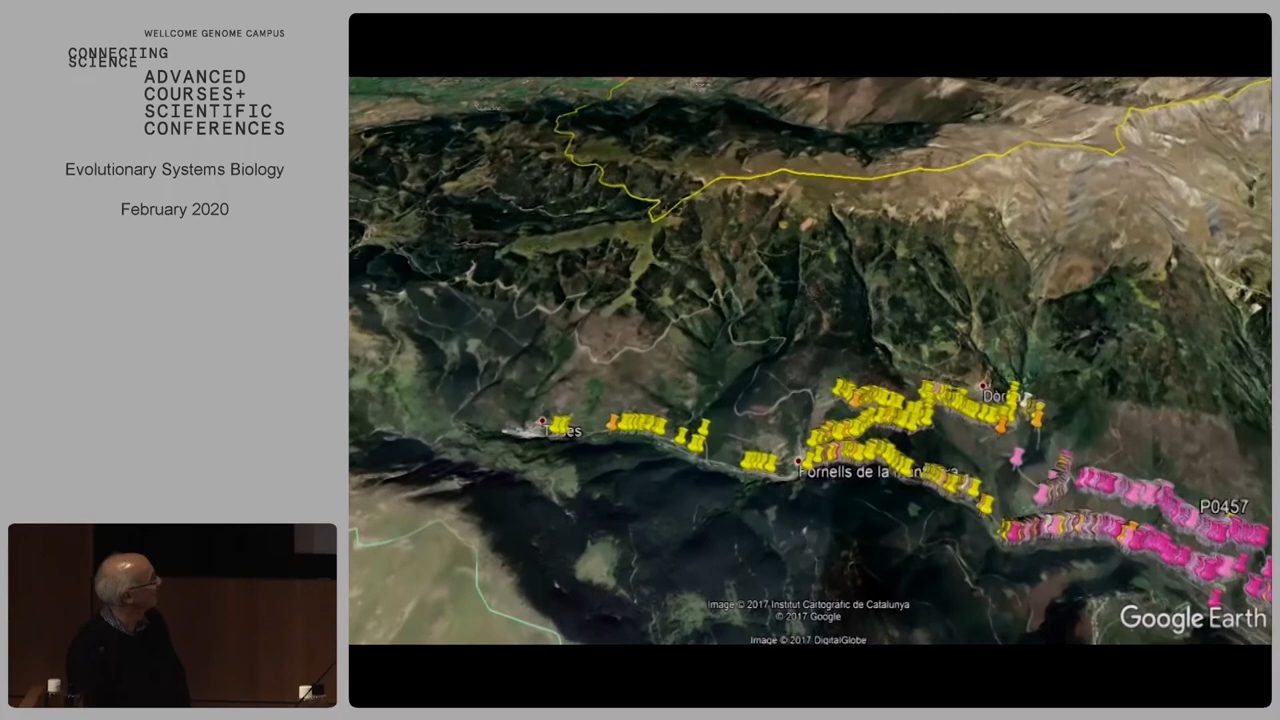 WELLCOME GENOME CAMPUS
CONNECTING
SCIENCE
ADVANCED
COURSES+
SCIENTIFIC
CONFERENCES
Evolutionary Systems Biology
February 2020
Fornells de la
P0457
Image © 2017 Institut Cartogràfic de Catalunya
© 2017 Google
Image © 2017 DigitalGlobe
Google Earth